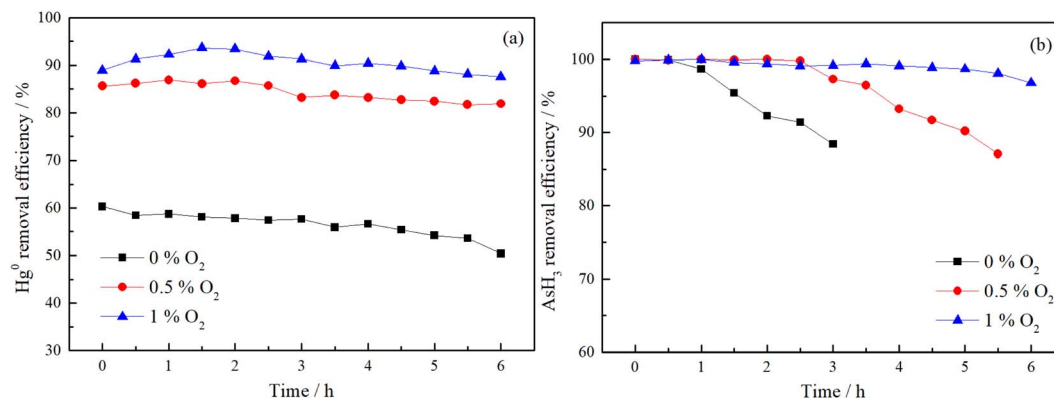 (a)
Hg⁰ removal efficiency / %
100
90
80
70
60
50
40
30
0 % O₂
0.5 % O₂
1 % O₂
0 1 2 3 4 5 6
Time / h
(b)
AsH₃ removal efficiency / %
100
90
80
70
60
0 % O₂
0.5 % O₂
1 % O₂
0 1 2 3 4 5 6
Time / h